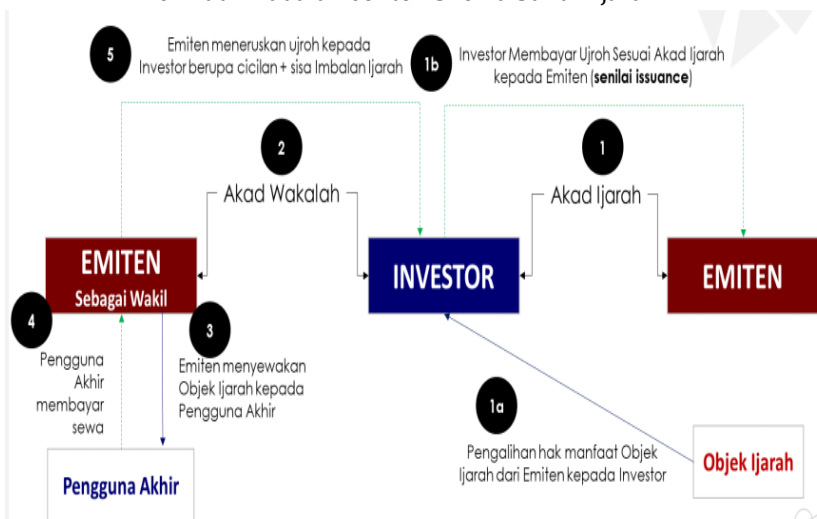 5
Emiten meneruskan ujroh kepada
Investor berupa cicilan + sisa Imbalan Ijarah
1b
Investor Membayar Ujroh Sesuai Akad Ijarah
kepada Emiten (senilai issuance)
2
Akad Wakalah
1
Akad Ijarah
EMITEN
Sebagai Wakil
INVESTOR
EMITEN
4
Pengguna
Akhir
membayar
sewa
3
Emiten menyewakan
Objek Ijarah kepada
Pengguna Akhir
1a
Pengalihan hak manfaat Objek
Ijarah dari Emiten kepada Investor
Objek Ijarah
Pengguna Akhir